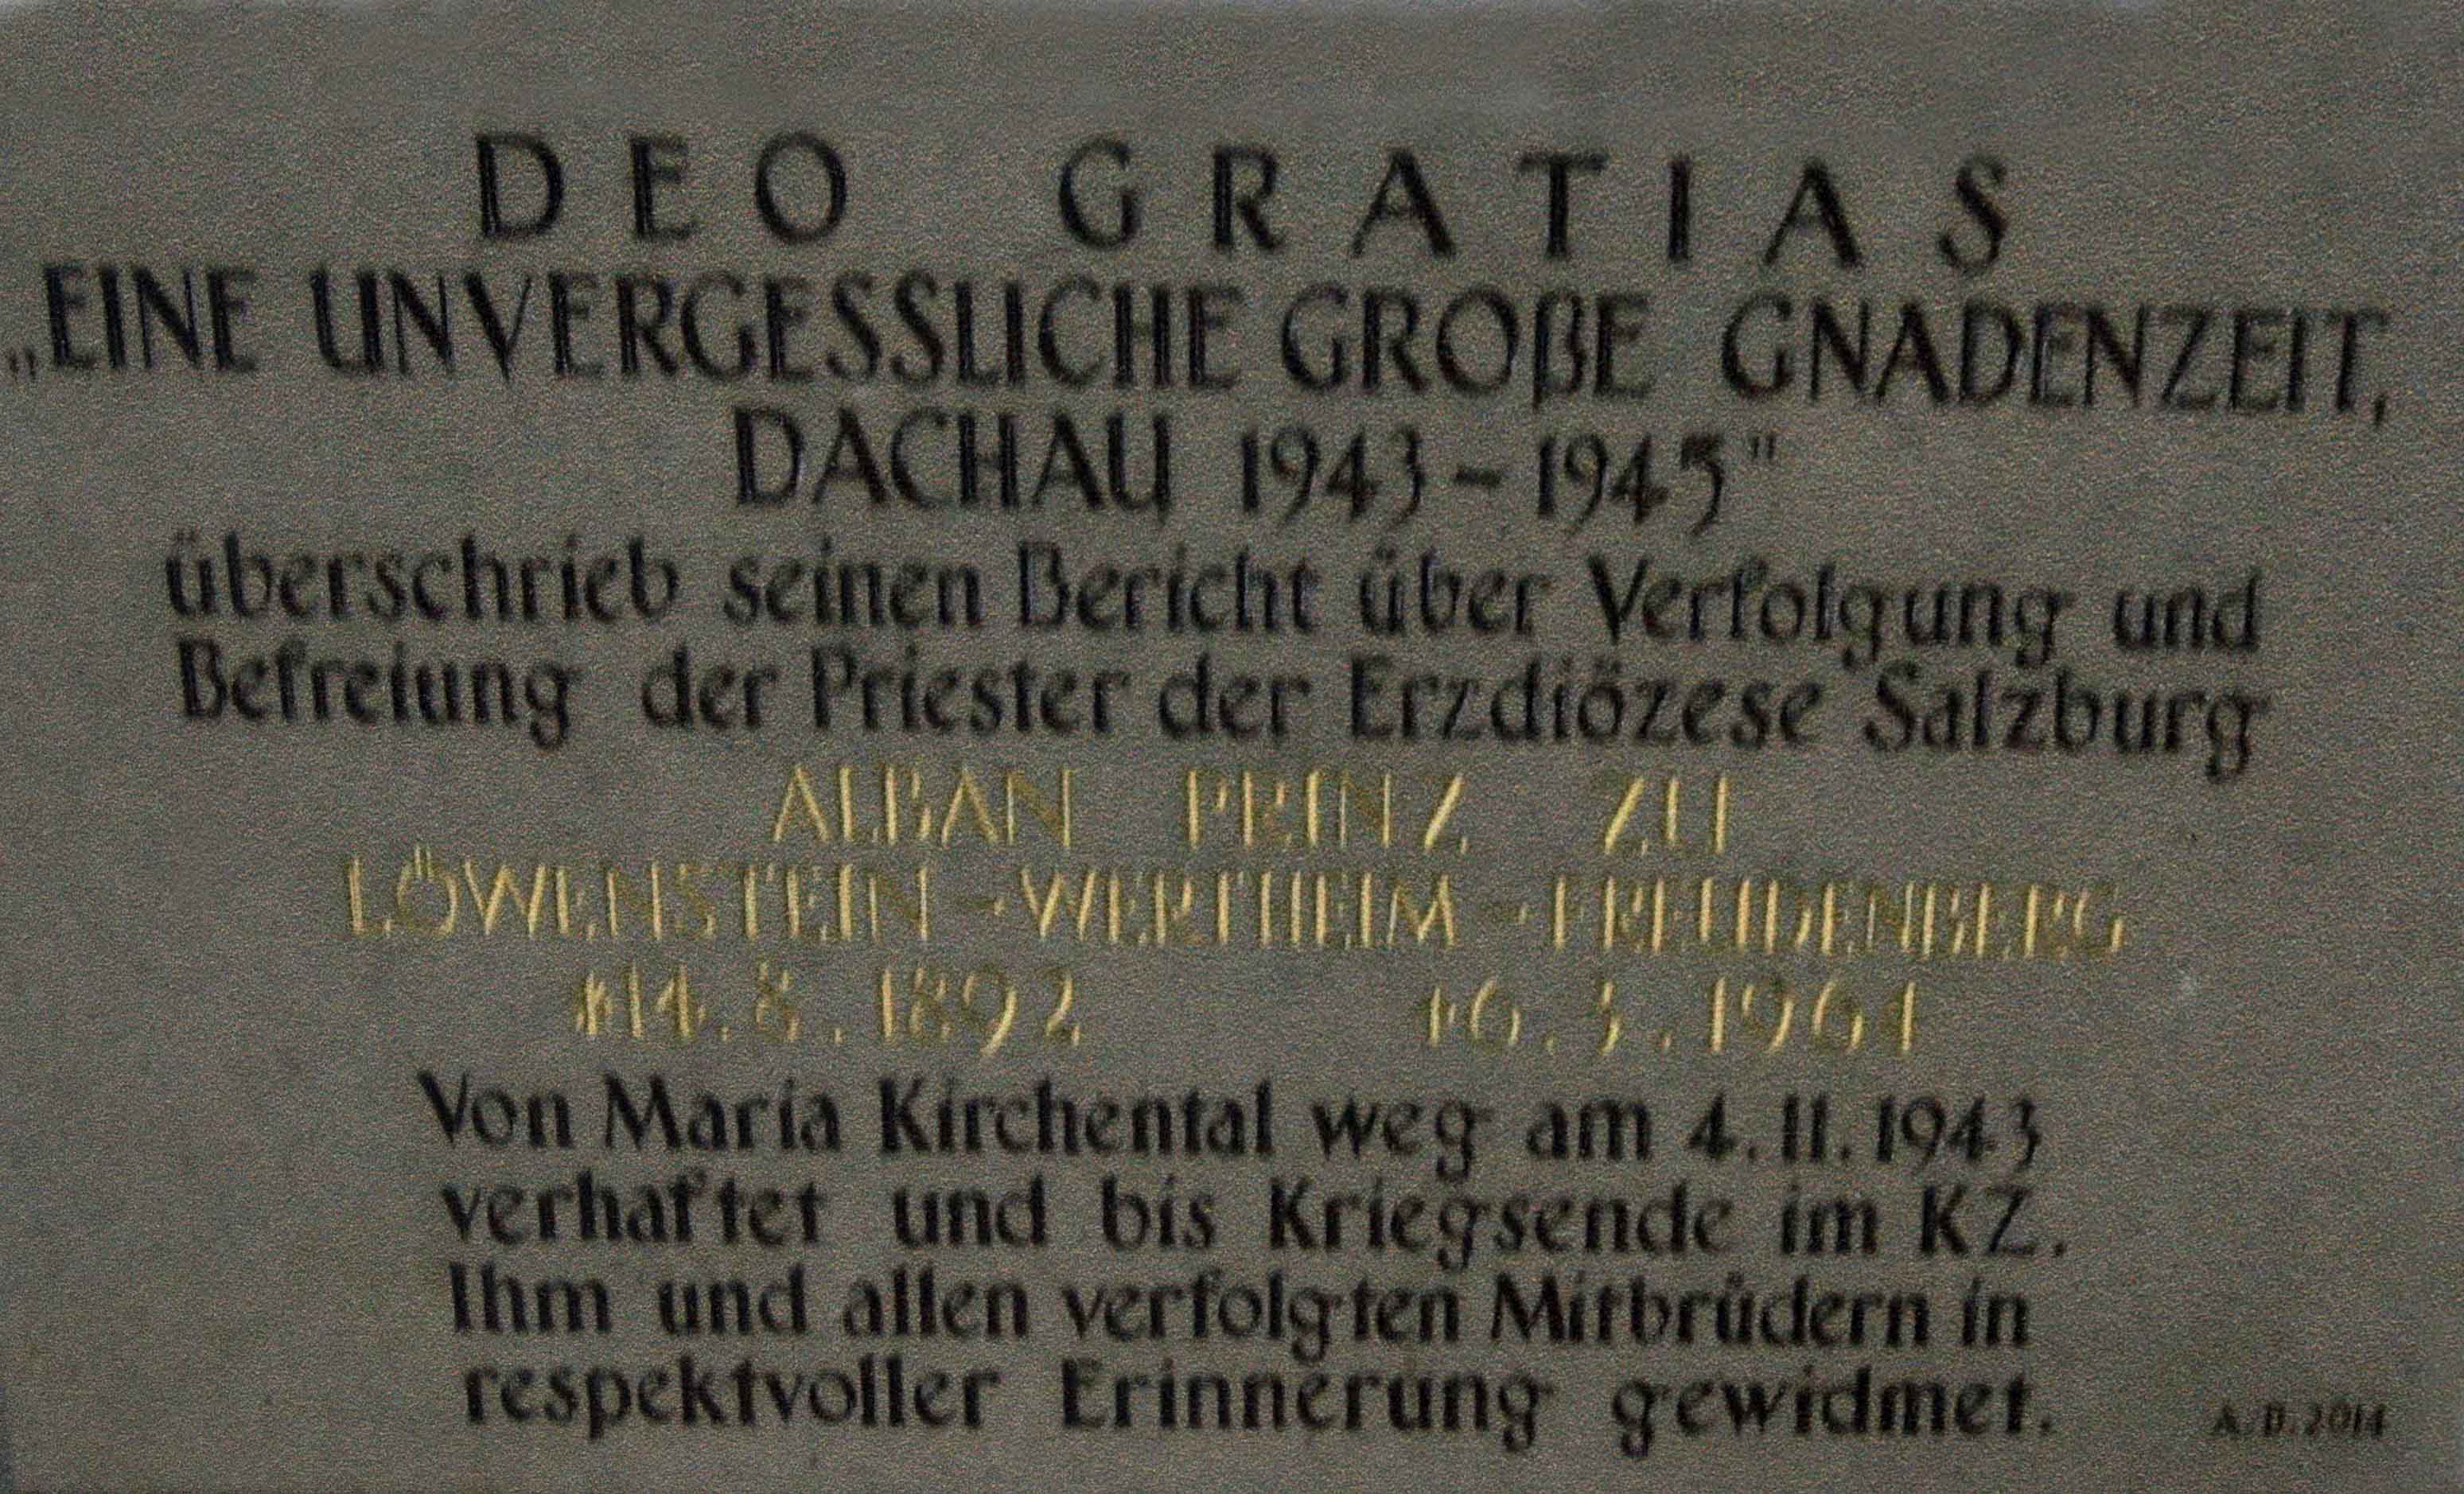 DEO GRATIAS
„EINE UNVERGESSLICHE GROßE GNADENZEIT,
DACHAU 1943 – 1945"
überschrieb seinen Bericht über Verfolgung und
Befreiung der Priester der Erzdiözese Salzburg
ALBAN PRINZ ZU
LÖWENSTEIN-WERTHEIM-FREUDENBERG
*14.8.1892 +6.3.1961
Von Maria Kirchental weg am 4.11.1943
verhaftet und bis Kriegsende im KZ.
Ihm und allen verfolgten Mitbrüdern in
respektvoller Erinnerung gewidmet.
A.D.2014